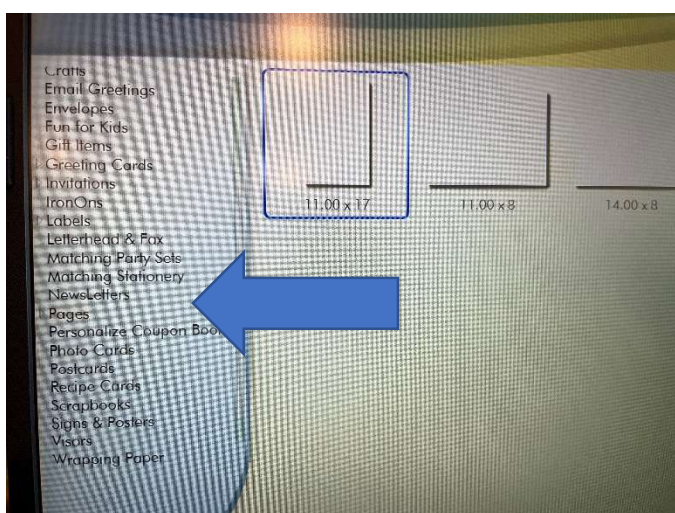 Crafts
Email Greetings
Envelopes
Fun for Kids
Gift Items
Greeting Cards
Invitations
IronOns
Labels
Letterhead & Fax
Matching Party Sets
Matching Stationery
NewsLetters
Pages
Personalize Coupon Boo
Photo Cards
Postcards
Recipe Cards
Scrapbooks
Signs & Posters
Visors
Wrapping Paper
11.00 x 17
11.00 x 8
14.00 x 8